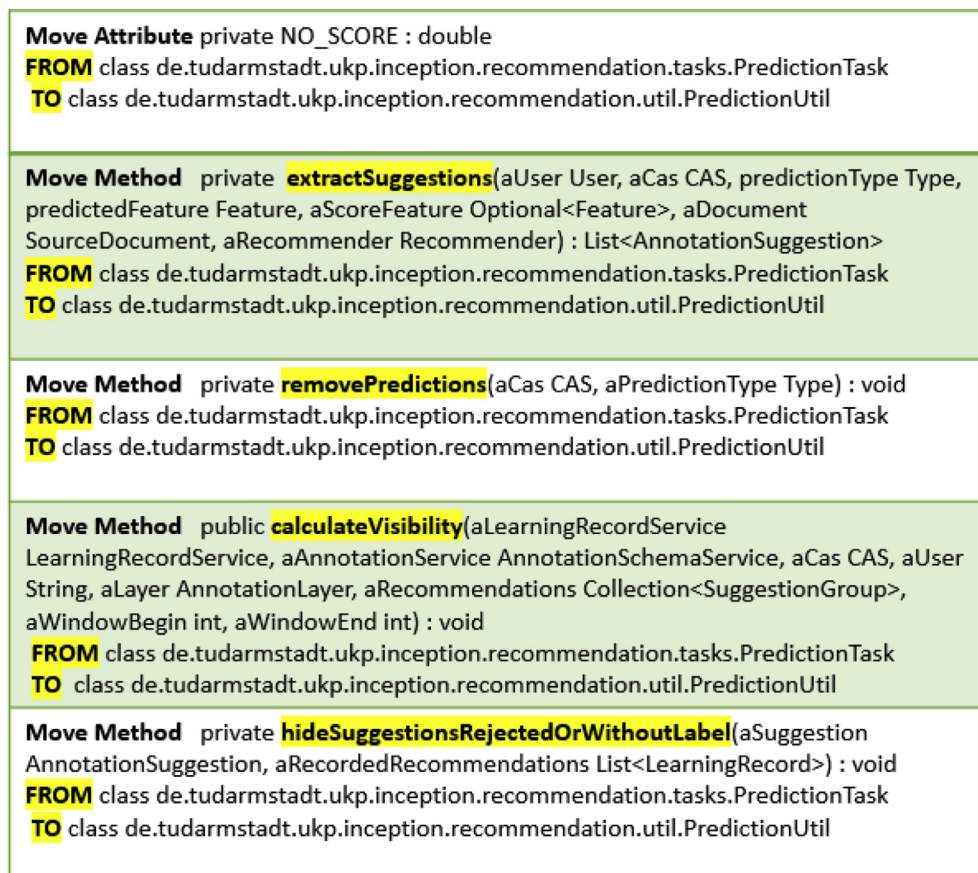 Move Attribute private NO_SCORE : double
FROM class de.tudarmstadt.ukp.inception.recommendation.tasks.PredictionTask
TO class de.tudarmstadt.ukp.inception.recommendation.util.PredictionUtil
Move Method private extractSuggestions(aUser User, aCas CAS, predictionType Type,
predictedFeature Feature, aScoreFeature Optional<Feature>, aDocument
SourceDocument, aRecommender Recommender) : List<AnnotationSuggestion>
FROM class de.tudarmstadt.ukp.inception.recommendation.tasks.PredictionTask
TO class de.tudarmstadt.ukp.inception.recommendation.util.PredictionUtil
Move Method private removePredictions(aCas CAS, aPredictionType Type) : void
FROM class de.tudarmstadt.ukp.inception.recommendation.tasks.PredictionTask
TO class de.tudarmstadt.ukp.inception.recommendation.util.PredictionUtil
Move Method public calculateVisibility(aLearningRecordService
LearningRecordService, aAnnotationService AnnotationSchemaService, aCas CAS, aUser
String, aLayer AnnotationLayer, aRecommendations Collection<SuggestionGroup>,
aWindowBegin int, aWindowEnd int) : void
FROM class de.tudarmstadt.ukp.inception.recommendation.tasks.PredictionTask
TO class de.tudarmstadt.ukp.inception.recommendation.util.PredictionUtil
Move Method private hideSuggestionsRejectedOrWithoutLabel(aSuggestion
AnnotationSuggestion, aRecordedRecommendations List<LearningRecord>) : void
FROM class de.tudarmstadt.ukp.inception.recommendation.tasks.PredictionTask
TO class de.tudarmstadt.ukp.inception.recommendation.util.PredictionUtil